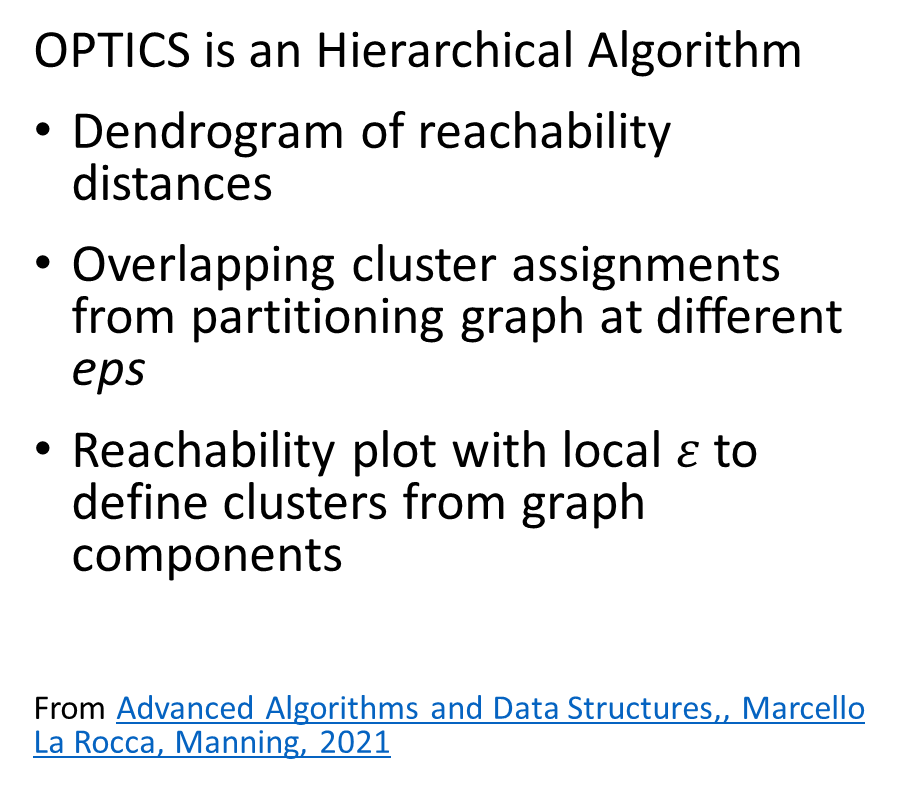 OPTICS is an Hierarchical Algorithm
• Dendrogram of reachability
distances
• Overlapping cluster assignments
from partitioning graph at different
eps
• Reachability plot with local ε to
define clusters from graph
components
From Advanced Algorithms and Data Structures,, Marcello
La Rocca, Manning, 2021